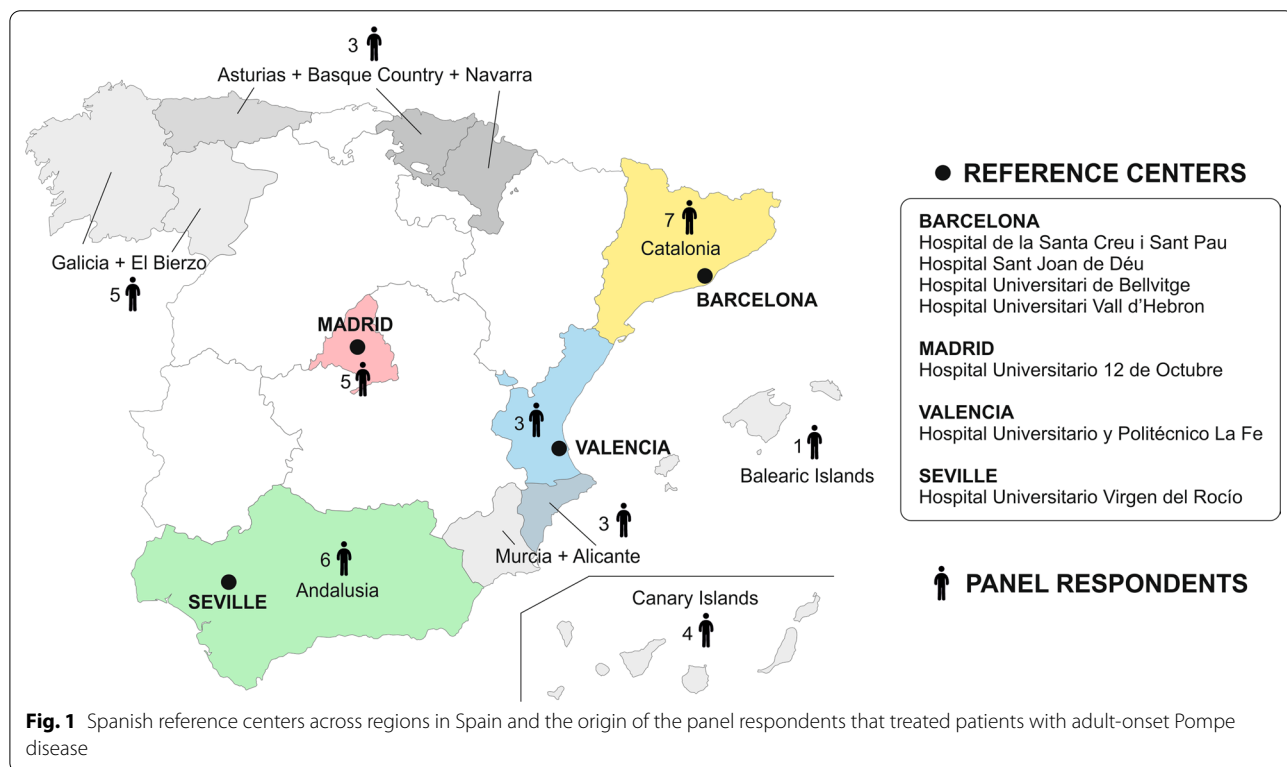 3
Asturias + Basque Country + Navarra
Galicia + El Bierzo
5
MADRID
5
7
Catalonia
BARCELONA
3
VALENCIA
1
Balearic Islands
3
Murcia + Alicante
6
Andalusia
SEVILLE
Canary Islands
4
REFERENCE CENTERS
BARCELONA
Hospital de la Santa Creu i Sant Pau
Hospital Sant Joan de Déu
Hospital Universitari de Bellvitge
Hospital Universitari Vall d'Hebron
MADRID
Hospital Universitario 12 de Octubre
VALENCIA
Hospital Universitario y Politécnico La Fe
SEVILLE
Hospital Universitario Virgen del Rocío
PANEL RESPONDENTS
Fig. 1 Spanish reference centers across regions in Spain and the origin of the panel respondents that treated patients with adult-onset Pompe
disease